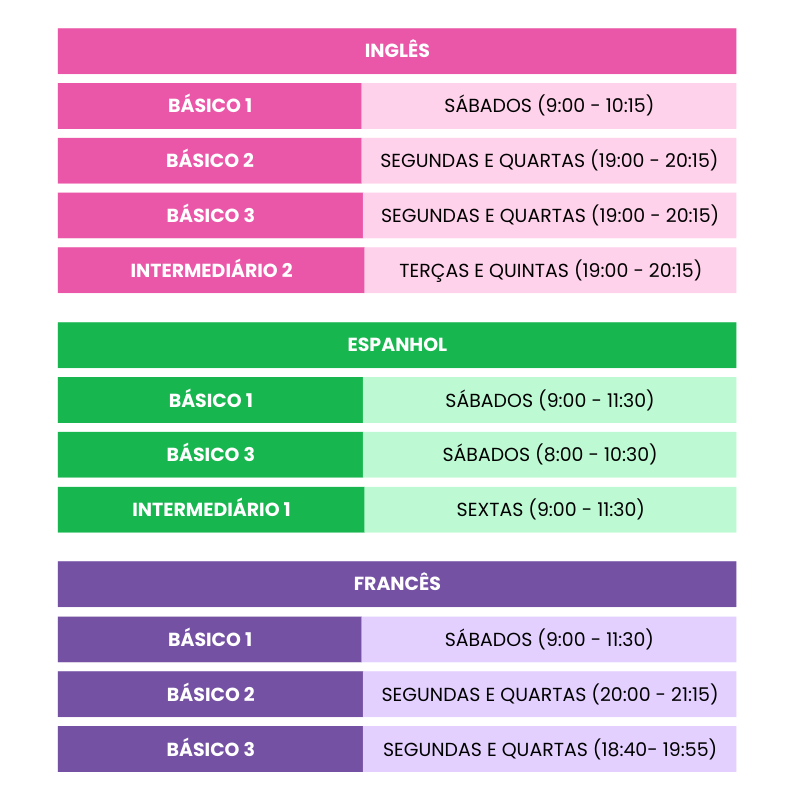 INGLÊS
BÁSICO 1 SÁBADOS (9:00 - 10:15)
BÁSICO 2 SEGUNDAS E QUARTAS (19:00 - 20:15)
BÁSICO 3 SEGUNDAS E QUARTAS (19:00 - 20:15)
INTERMEDIÁRIO 2 TERÇAS E QUINTAS (19:00 - 20:15)
ESPANHOL
BÁSICO 1 SÁBADOS (9:00 - 11:30)
BÁSICO 3 SÁBADOS (8:00 - 10:30)
INTERMEDIÁRIO 1 SEXTAS (9:00 - 11:30)
FRANCÊS
BÁSICO 1 SÁBADOS (9:00 - 11:30)
BÁSICO 2 SEGUNDAS E QUARTAS (20:00 - 21:15)
BÁSICO 3 SEGUNDAS E QUARTAS (18:40- 19:55)